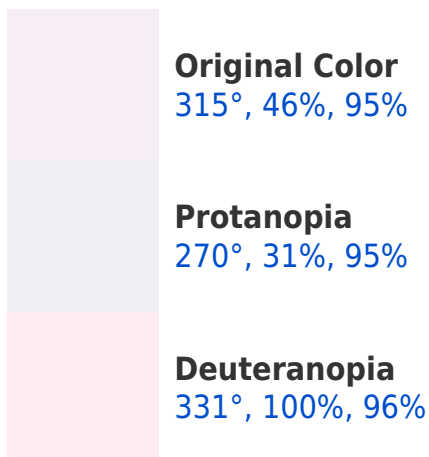 Original Color
315°, 46%, 95%
Protanopia
270°, 31%, 95%
Deuteranopia
331°, 100%, 96%